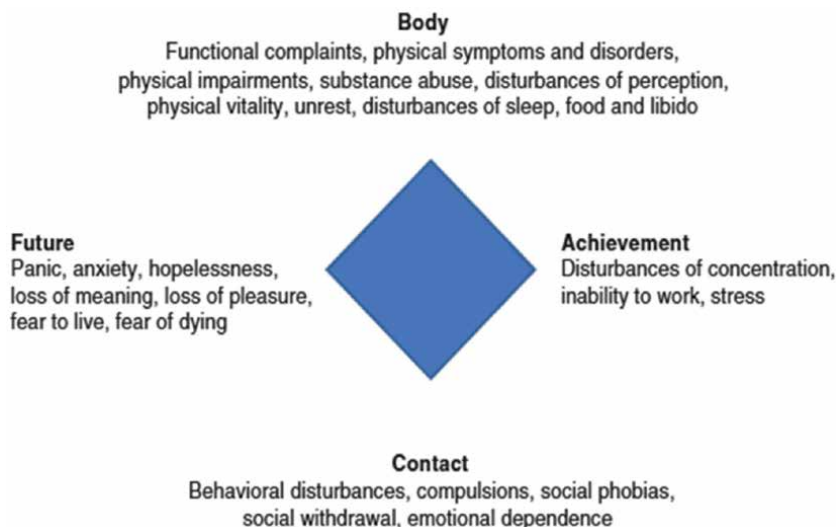 Body
Functional complaints, physical symptoms and disorders,
physical impairments, substance abuse, disturbances of perception,
physical vitality, unrest, disturbances of sleep, food and libido
Future
Panic, anxiety, hopelessness,
loss of meaning, loss of pleasure,
fear to live, fear of dying
Achievement
Disturbances of concentration,
inability to work, stress
Contact
Behavioral disturbances, compulsions, social phobias,
social withdrawal, emotional dependence